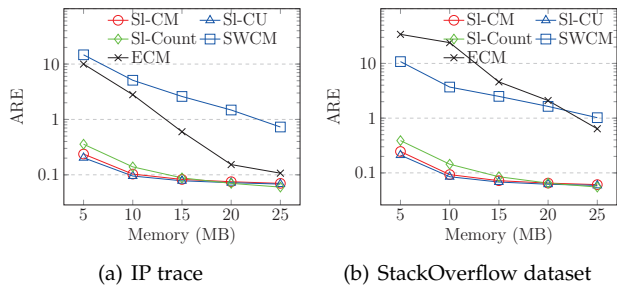 Sl-CM Sl-CU
Sl-Count SWCM
ECM
ARE
10
1
0.1
5 10 15 20 25
Memory (MB)
(a) IP trace
Sl-CM Sl-CU
Sl-Count SWCM
ECM
ARE
10
1
0.1
5 10 15 20 25
Memory (MB)
(b) StackOverflow dataset